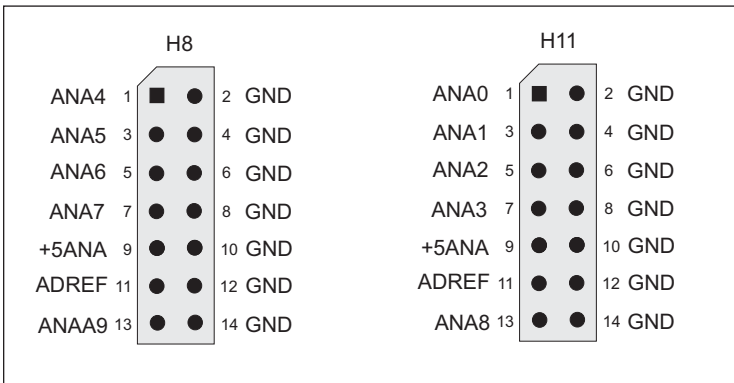 H8
ANA4 1 2 GND
ANA5 3 4 GND
ANA6 5 6 GND
ANA7 7 8 GND
+5ANA 9 10 GND
ADREF 11 12 GND
ANAA9 13 14 GND
H11
ANA0 1 2 GND
ANA1 3 4 GND
ANA2 5 6 GND
ANA3 7 8 GND
+5ANA 9 10 GND
ADREF 11 12 GND
ANA8 13 14 GND